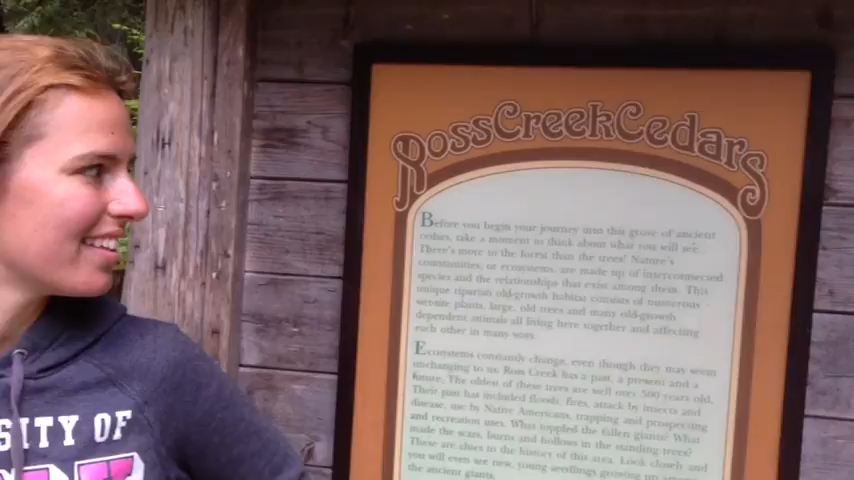 Ross Creek Cedars
Before you begin your journey into this grove of ancient
cedars, take a moment to think about what you will see...
There's more to the forest than the trees! Nature's
communities, or ecosystems, are made up of interconnected
species and the relationships that exist among them. This
unique riparian old-growth habitat consists of numerous
wetsite plants, large, old trees and many old-growth
dependent animals all living here together and affecting
each other in many ways.
Ecosystems constantly change, even though they may seem
unchanging to us. Ross Creek has a past, a present and a
future. The oldest of these trees are well over 500 years old.
Their past has included floods, fires, attack by insects and
disease, use by Native Americans, trapping and prospecting
and recreation uses. What toppled the fallen giants? What
made the scars, burns and hollows in the standing trees?
These are clues to the history of this area. Look closely and
you will even see new, young seedlings growing up among
the ancient giants.
SITY OF